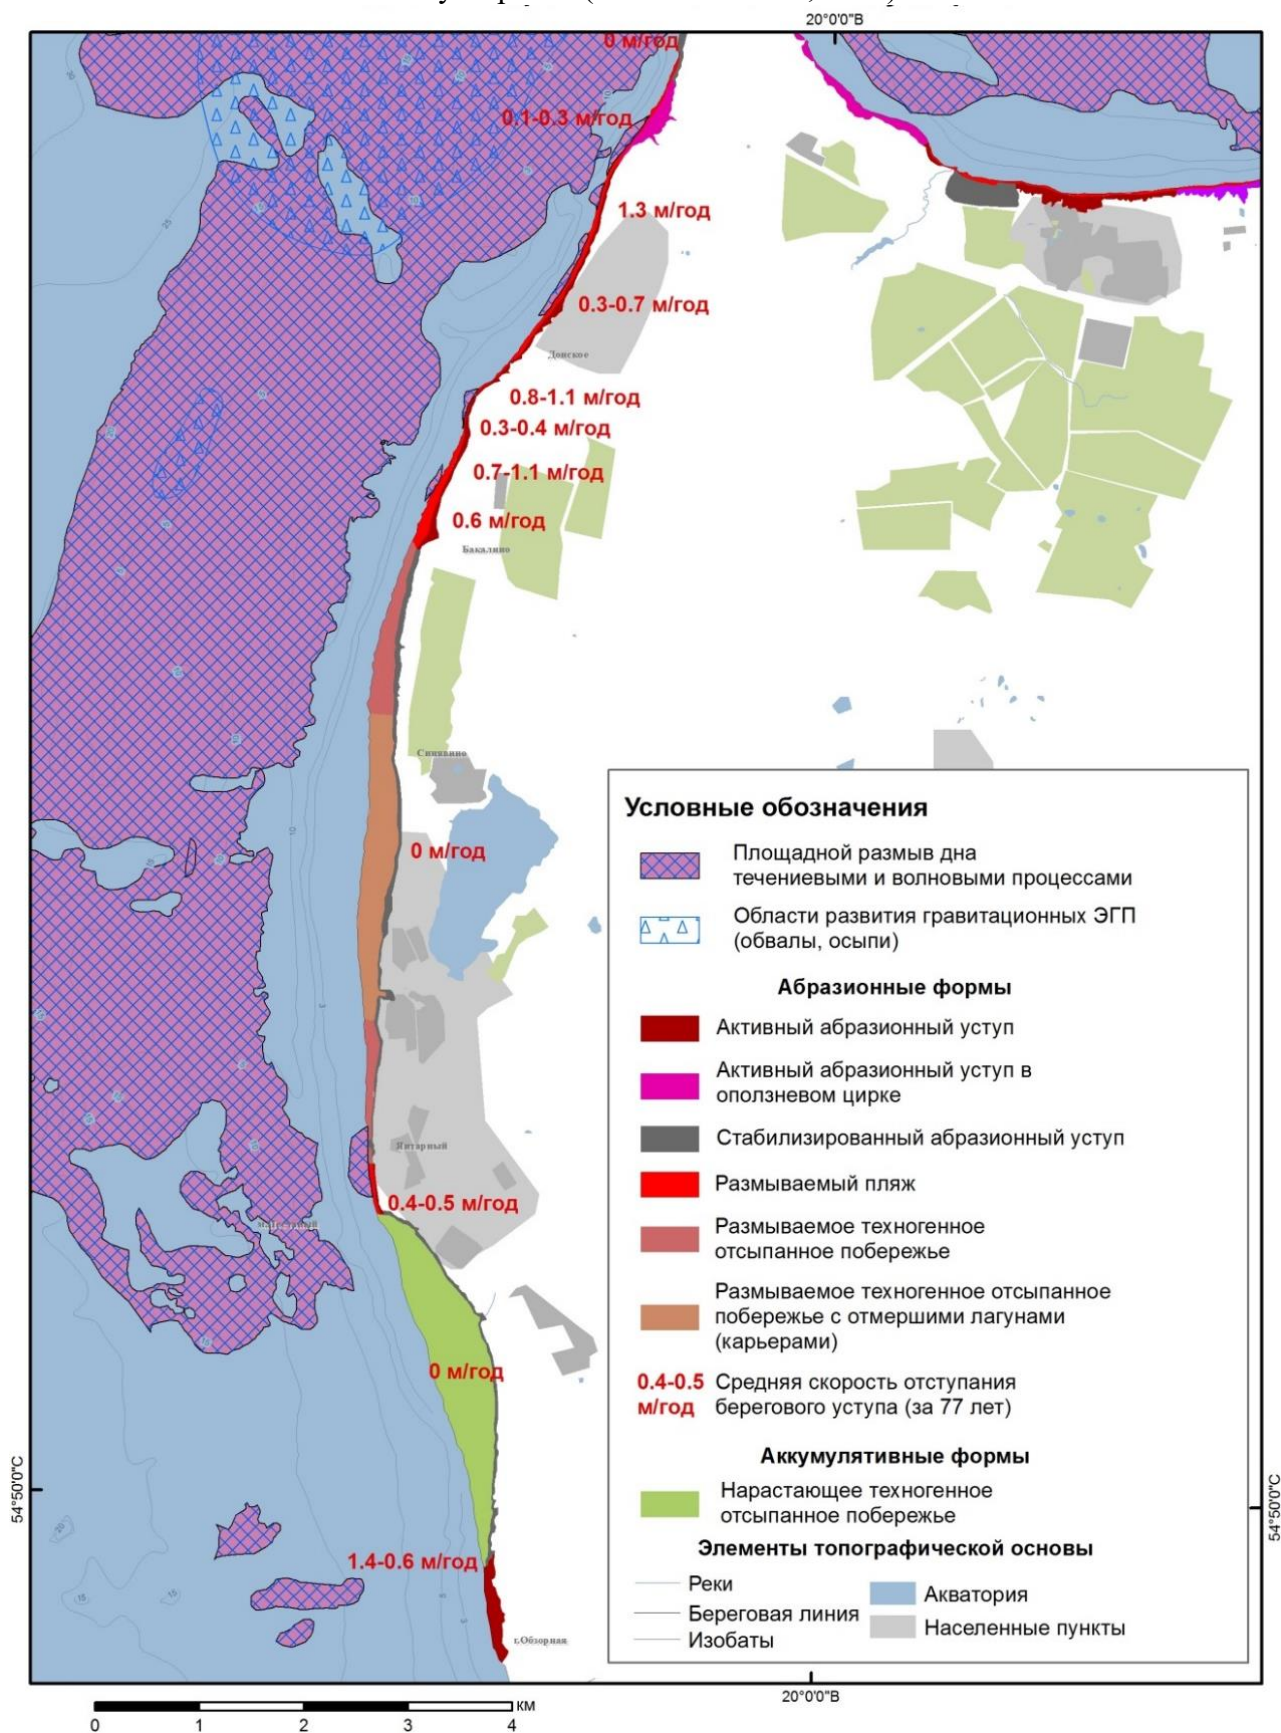 20°0'0"В
0 м/год
0.1-0.3 м/год
1.3 м/год
0.3-0.7 м/год
Донское
0.8-1.1 м/год
0.3-0.4 м/год
0.7-1.1 м/год
0.6 м/год
Бакалино
Синявино
0 м/год
Янтарный
0.4-0.5 м/год
0 м/год
1.4-0.6 м/год
г.Обзорная
Условные обозначения
Площадной размыв дна
течениевыми и волновыми процессами
Области развития гравитационных ЭГП
(обвалы, осыпи)
Абразионные формы
Активный абразионный уступ
Активный абразионный уступ в
оползневом цирке
Стабилизированный абразионный уступ
Размываемый пляж
Размываемое техногенное
отсыпанное побережье
Размываемое техногенное отсыпанное
побережье с отмершими лагунами
(карьерами)
0.4-0.5 Средняя скорость отступания
м/год берегового уступа (за 77 лет)
Аккумулятивные формы
Нарастающее техногенное
отсыпанное побережье
Элементы топографической основы
Реки
Береговая линия
Изобаты
Акватория
Населенные пункты
54°50'0"С
54°50'0"С
20°0'0"В
0 1 2 3 4 км